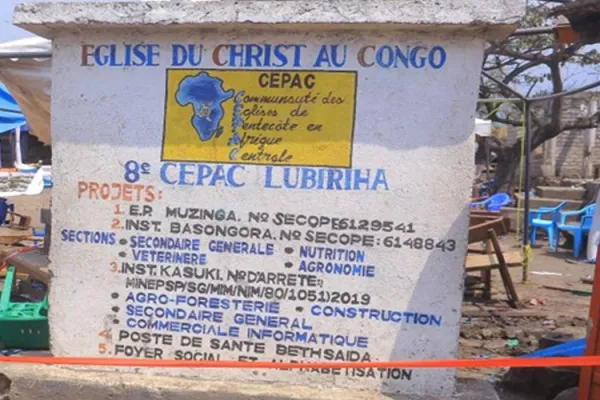 EGLISE DU CHRIST AU CONGO
CEPAC
Communauté des
Eglises de
Pentecôte en
Afrique
Centrale
8e CEPAC LUBIRIHA
PROJETS:
1. E.P. MUZINGA. No SECOPE: 6129541
2. INST. BASONGORA. No SECOPE: 6148843
SECTIONS • SECONDAIRE GENERALE • NUTRITION
• VETERINERE • AGRONOMIE
3. INST. KASUKI. No D'ARRETE:
MINEPSP/SG/MIM/NIM/80/1051/2019
• AGRO-FORESTERIE • CONSTRUCTION
• SECONDAIRE GENERAL
• COMMERCIALE INFORMATIQUE
4. POSTE DE SANTE BETHSAIDA
5. FOYER SOCIAL ET ALPHABETISATION